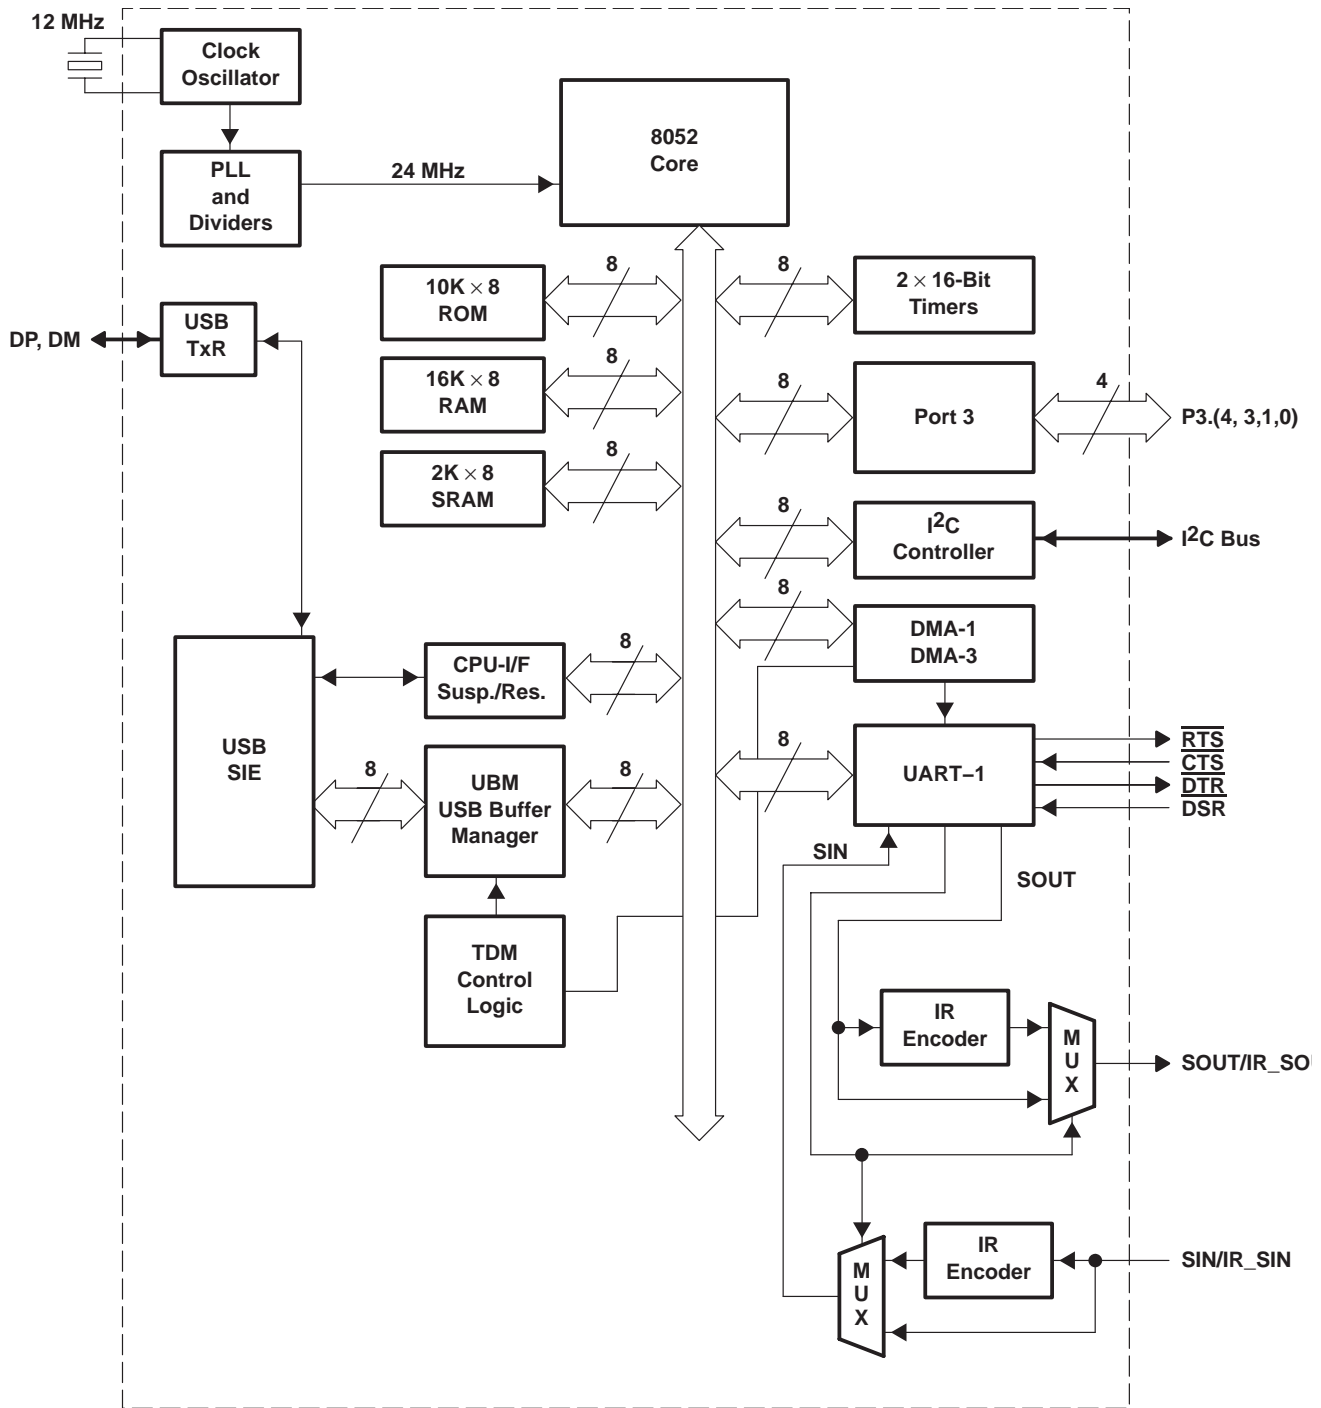 12 MHz
Clock
Oscillator
PLL
and
Dividers
24 MHz
8052
Core
10K × 8
ROM
8
8
2 × 16-Bit
Timers
DP, DM
USB
TxR
16K × 8
RAM
8
8
Port 3
4
P3.(4, 3,1,0)
2K × 8
SRAM
8
8
I2C
Controller
I2C Bus
8
DMA-1
DMA-3
USB
SIE
CPU-I/F
Susp./Res.
8
8
UBM
USB Buffer
Manager
8
8
UART–1
RTS
CTS
DTR
DSR
SIN
SOUT
TDM
Control
Logic
IR
Encoder
M
U
X
SOUT/IR_SO
IR
Encoder
M
U
X
SIN/IR_SIN